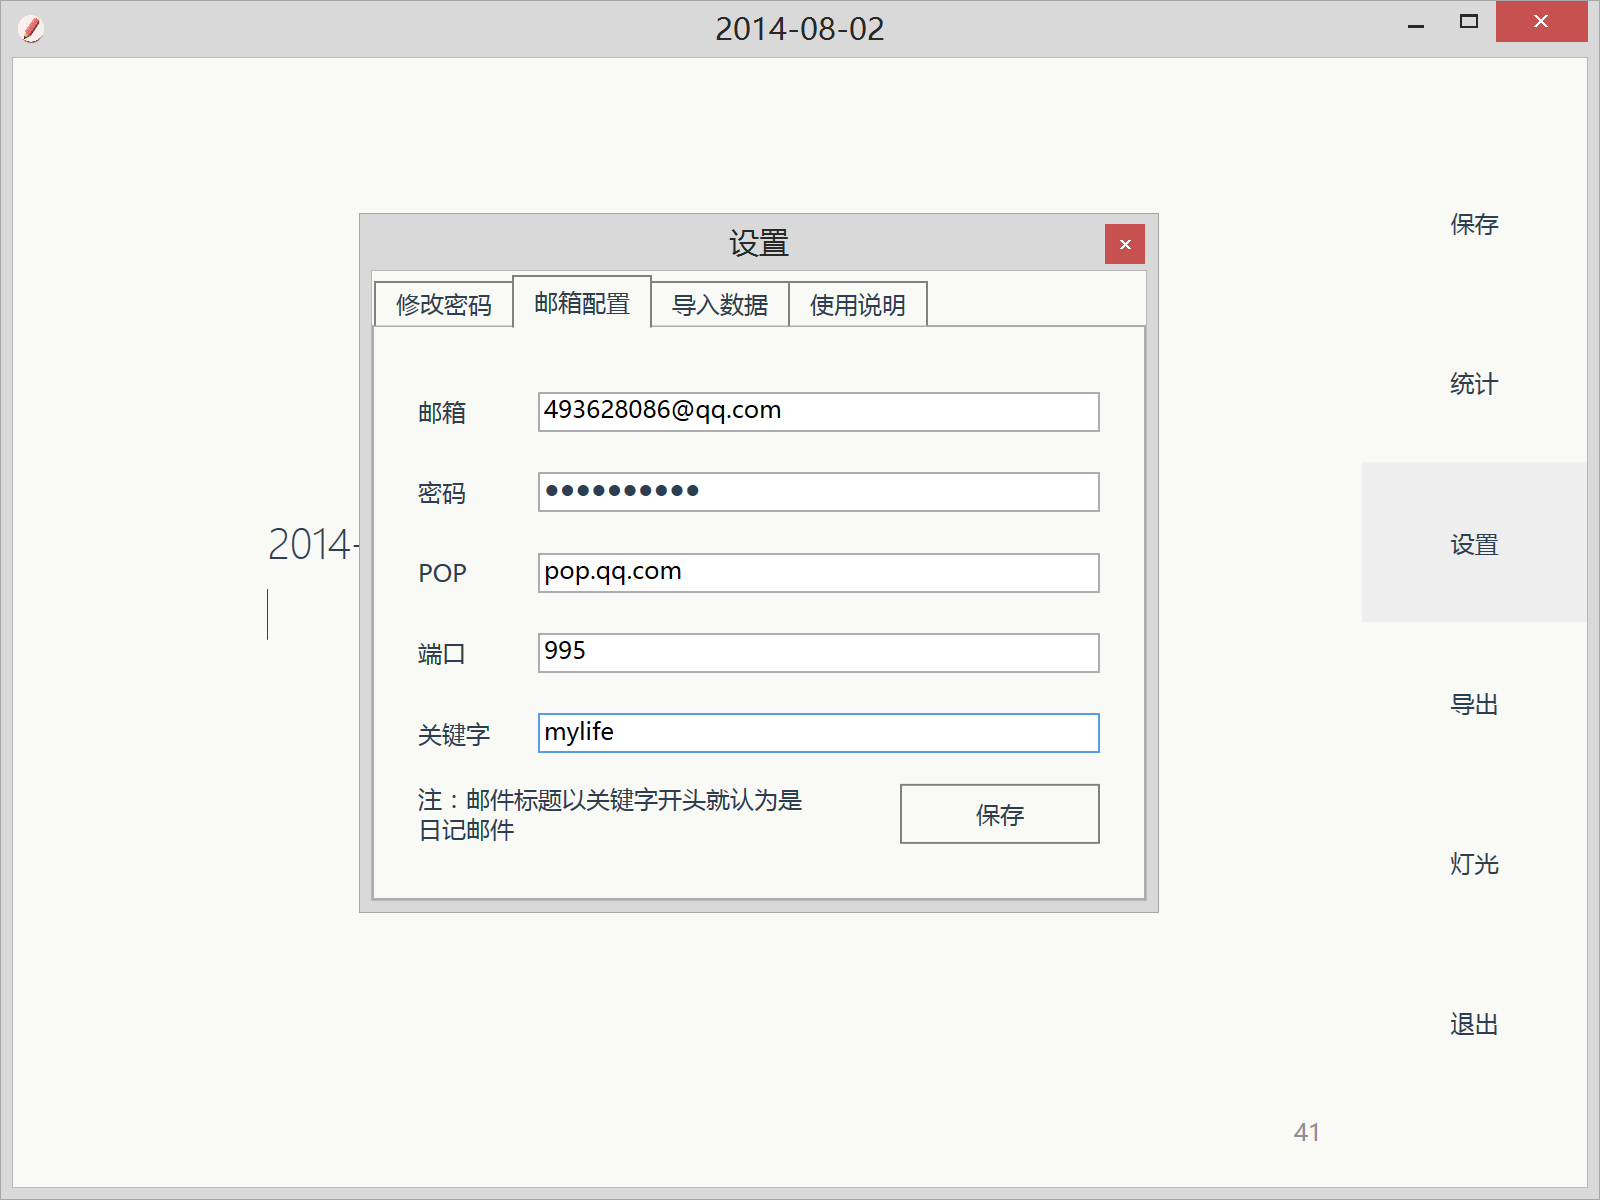 2014-08-02
设置
修改密码 邮箱配置 导入数据 使用说明
邮箱 493628086@qq.com
密码 ●●●●●●●●●●
POP pop.qq.com
端口 995
关键字 mylife
注：邮件标题以关键字开头就认为是
日记邮件
保存
2014-
保存
统计
设置
导出
灯光
退出
41